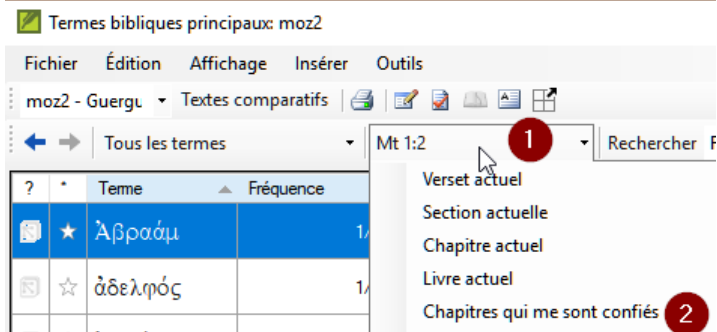 Termes bibliques principaux: moz2
Fichier Édition Affichage Insérer Outils
moz2 - Guergu Textes comparatifs
Tous les termes Mt 1:2 1 Rechercher
? * Terme Fréquence
Verset actuel
Section actuelle
Ἀβραάμ 1/
Chapitre actuel
Livre actuel
ἀδελφός 1/
Chapitres qui me sont confiés 2